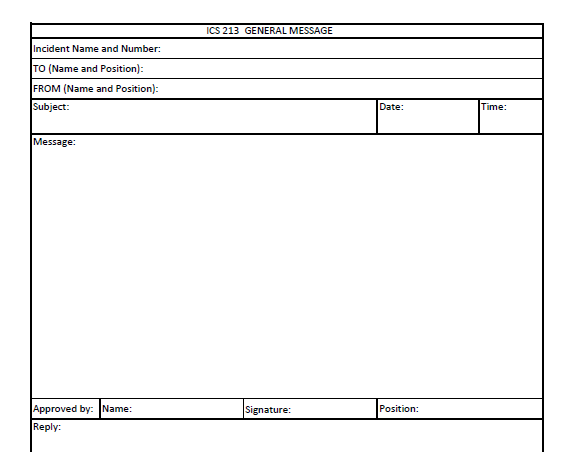 ICS 213 GENERAL MESSAGE
Incident Name and Number:
TO (Name and Position):
FROM (Name and Position):
Subject: Date: Time:
Message:
Approved by: Name: Signature: Position:
Reply: